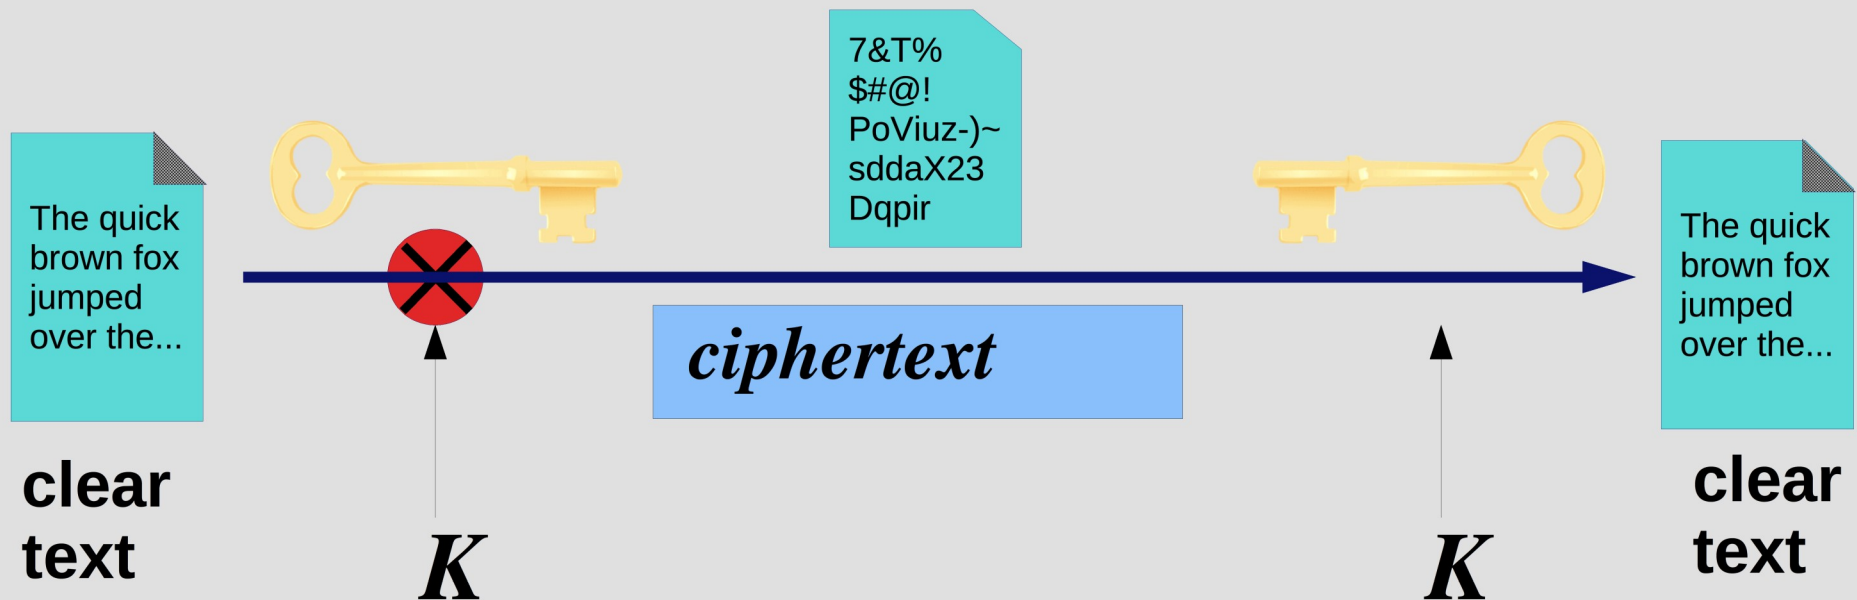 The quick
brown fox
jumped
over the...
clear
text
K
7&T%
$#@!
PoViuz-)~
sddaX23
Dqpir
ciphertext
K
The quick
brown fox
jumped
over the...
clear
text